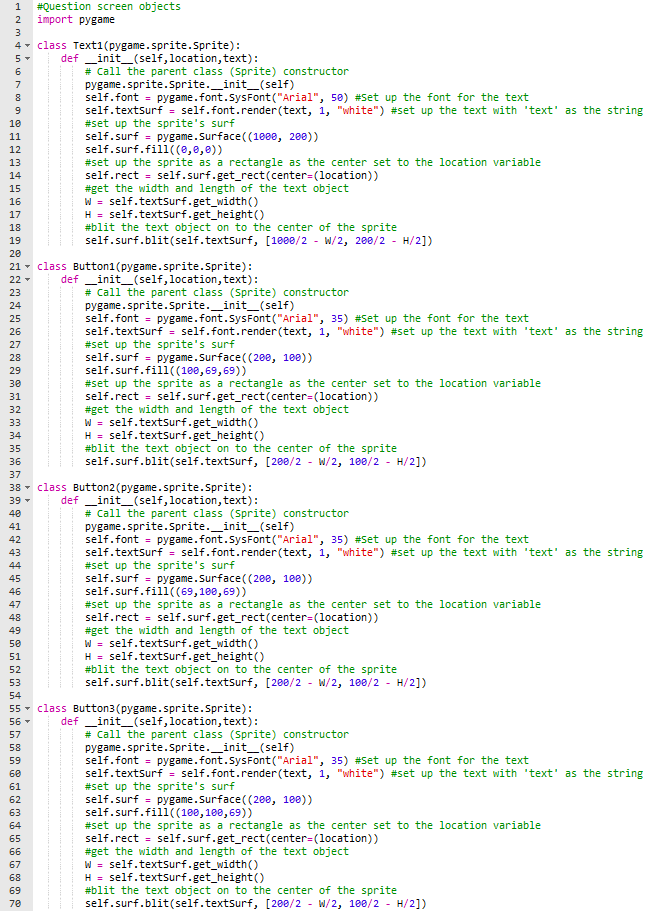 1 #Question screen objects
2 import pygame
3
4 class Text1(pygame.sprite.Sprite):
5     def __init__(self,location,text):
6         # Call the parent class (Sprite) constructor
7         pygame.sprite.Sprite.__init__(self)
8         self.font = pygame.font.SysFont("Arial", 50) #Set up the font for the text
9         self.textSurf = self.font.render(text, 1, "white") #set up the text with 'text' as the string
10         #set up the sprite's surf
11         self.surf = pygame.Surface((1000, 200))
12         self.surf.fill((0,0,0))
13         #set up the sprite as a rectangle as the center set to the location variable
14         self.rect = self.surf.get_rect(center=(location))
15         #get the width and length of the text object
16         W = self.textSurf.get_width()
17         H = self.textSurf.get_height()
18         #blit the text object on to the center of the sprite
19         self.surf.blit(self.textSurf, [1000/2 - W/2, 200/2 - H/2])
20
21 class Button1(pygame.sprite.Sprite):
22     def __init__(self,location,text):
23         # Call the parent class (Sprite) constructor
24         pygame.sprite.Sprite.__init__(self)
25         self.font = pygame.font.SysFont("Arial", 35) #Set up the font for the text
26         self.textSurf = self.font.render(text, 1, "white") #set up the text with 'text' as the string
27         #set up the sprite's surf
28         self.surf = pygame.Surface((200, 100))
29         self.surf.fill((100,69,69))
30         #set up the sprite as a rectangle as the center set to the location variable
31         self.rect = self.surf.get_rect(center=(location))
32         #get the width and length of the text object
33         W = self.textSurf.get_width()
34         H = self.textSurf.get_height()
35         #blit the text object on to the center of the sprite
36         self.surf.blit(self.textSurf, [200/2 - W/2, 100/2 - H/2])
37
38 class Button2(pygame.sprite.Sprite):
39     def __init__(self,location,text):
40         # Call the parent class (Sprite) constructor
41         pygame.sprite.Sprite.__init__(self)
42         self.font = pygame.font.SysFont("Arial", 35) #Set up the font for the text
43         self.textSurf = self.font.render(text, 1, "white") #set up the text with 'text' as the string
44         #set up the sprite's surf
45         self.surf = pygame.Surface((200, 100))
46         self.surf.fill((69,100,69))
47         #set up the sprite as a rectangle as the center set to the location variable
48         self.rect = self.surf.get_rect(center=(location))
49         #get the width and length of the text object
50         W = self.textSurf.get_width()
51         H = self.textSurf.get_height()
52         #blit the text object on to the center of the sprite
53         self.surf.blit(self.textSurf, [200/2 - W/2, 100/2 - H/2])
54
55 class Button3(pygame.sprite.Sprite):
56     def __init__(self,location,text):
57         # Call the parent class (Sprite) constructor
58         pygame.sprite.Sprite.__init__(self)
59         self.font = pygame.font.SysFont("Arial", 35) #Set up the font for the text
60         self.textSurf = self.font.render(text, 1, "white") #set up the text with 'text' as the string
61         #set up the sprite's surf
62         self.surf = pygame.Surface((200, 100))
63         self.surf.fill((100,100,69))
64         #set up the sprite as a rectangle as the center set to the location variable
65         self.rect = self.surf.get_rect(center=(location))
66         #get the width and length of the text object
67         W = self.textSurf.get_width()
68         H = self.textSurf.get_height()
69         #blit the text object on to the center of the sprite
70         self.surf.blit(self.textSurf, [200/2 - W/2, 100/2 - H/2])